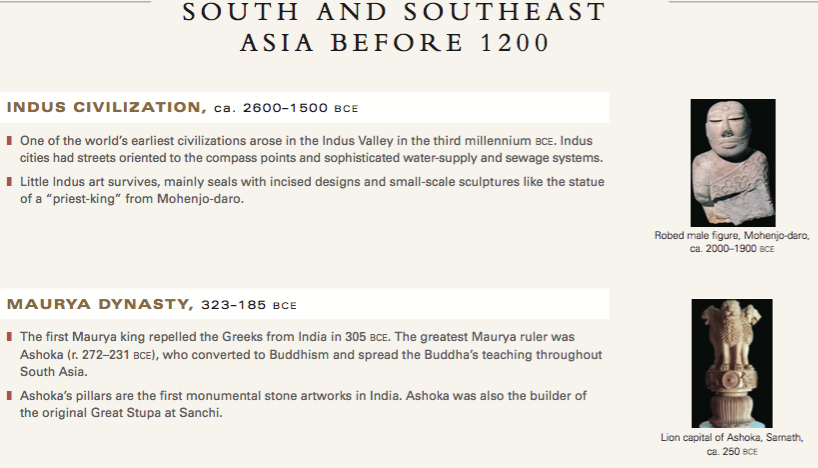 SOUTH AND SOUTHEAST
ASIA BEFORE 1200
INDUS CIVILIZATION, ca. 2600–1500 BCE
One of the world's earliest civilizations arose in the Indus Valley in the third millennium BCE. Indus
cities had streets oriented to the compass points and sophisticated water-supply and sewage systems.
Little Indus art survives, mainly seals with incised designs and small-scale sculptures like the statue
of a “priest-king” from Mohenjo-daro.
Robed male figure, Mohenjo-daro,
ca. 2000–1900 BCE
MAURYA DYNASTY, 323–185 BCE
The first Maurya king repelled the Greeks from India in 305 BCE. The greatest Maurya ruler was
Ashoka (r. 272–231 BCE), who converted to Buddhism and spread the Buddha's teaching throughout
South Asia.
Ashoka's pillars are the first monumental stone artworks in India. Ashoka was also the builder of
the original Great Stupa at Sanchi.
Lion capital of Ashoka, Sarnath,
ca. 250 BCE